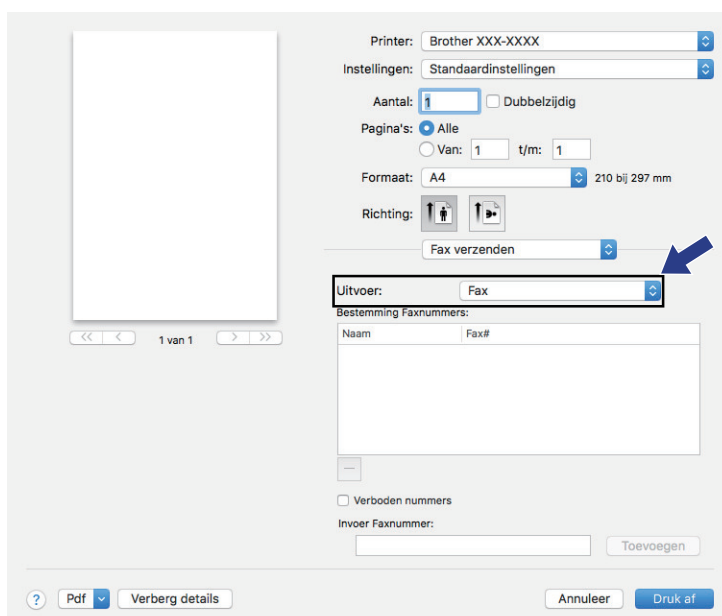 Printer: Brother XXX-XXXX
Instellingen: Standaardinstellingen
Aantal: 1 Dubbelzijdig
Pagina's: Alle
Van: 1 t/m: 1
Formaat: A4 210 bij 297 mm
Richting:
Fax verzenden
Uitvoer: Fax
Bestemming Faxnummers:
Naam Fax#
1 van 1
Verboden nummers
Invoer Faxnummer:
Toevoegen
? Pdf Verberg details Annuleer Druk af